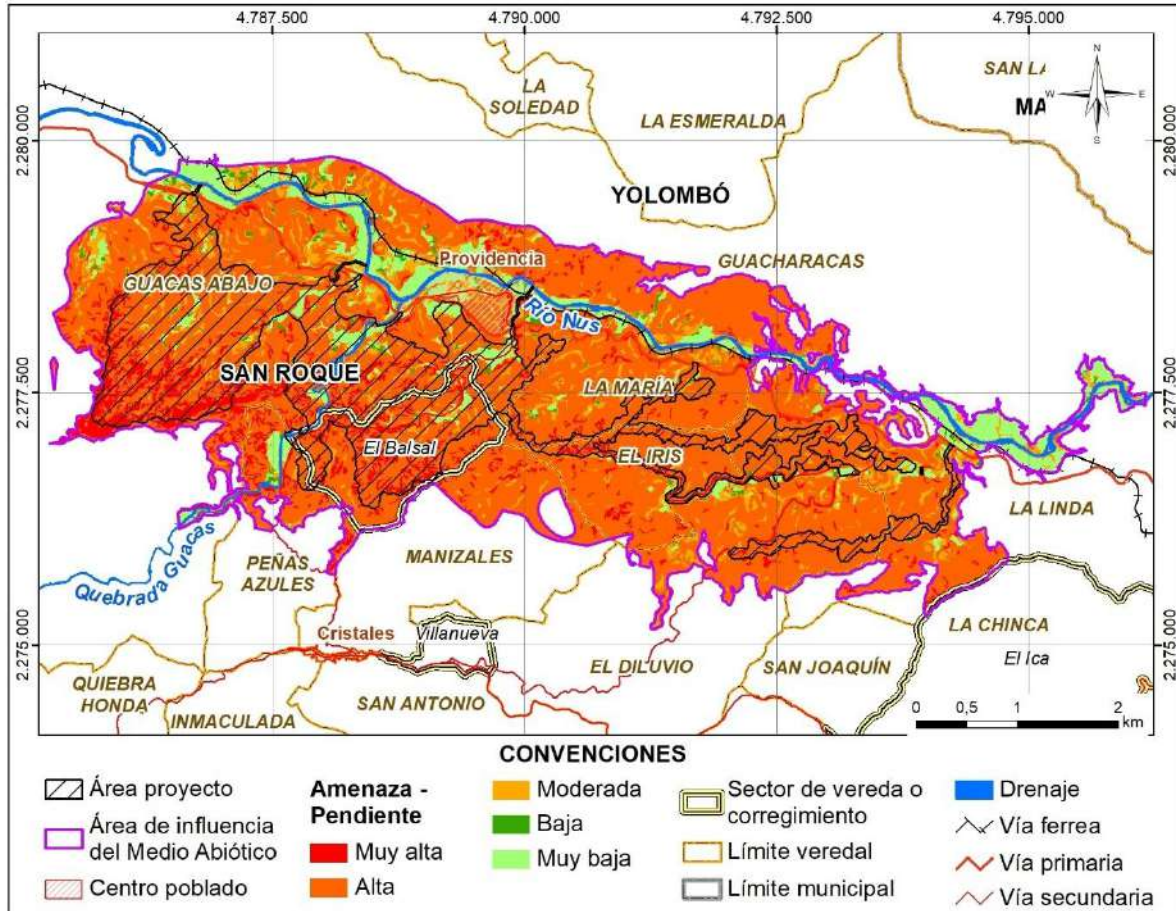 4.787.500
4.790.000
4.792.500
4.795.000
N
W
E
S
LA
SOLEDAD
SAN LA
MA
LA ESMERALDA
2.280.000
2.280.000
YOLOMBÓ
Providencia
GUACHARACAS
GUACAS ABAJO
Río Nus
SAN ROQUE
LA MARÍA
2.277.500
2.277.500
El Balsal
EL IRIS
LA LINDA
PEÑAS
AZULES
MANIZALES
Quebrada Guacas
Cristales
Villanueva
LA CHINCA
2.275.000
2.275.000
EL DILUVIO
SAN JOAQUÍN
El Ica
QUIEBRA
HONDA
INMACULADA
SAN ANTONIO
0
0,5
1
2
km
CONVENCIONES
Área proyecto
Área de influencia
del Medio Abiótico
Centro poblado
Amenaza -
Pendiente
Muy alta
Alta
Moderada
Baja
Muy baja
Sector de vereda o
corregimiento
Límite veredal
Límite municipal
Drenaje
Vía ferrea
Vía primaria
Vía secundaria